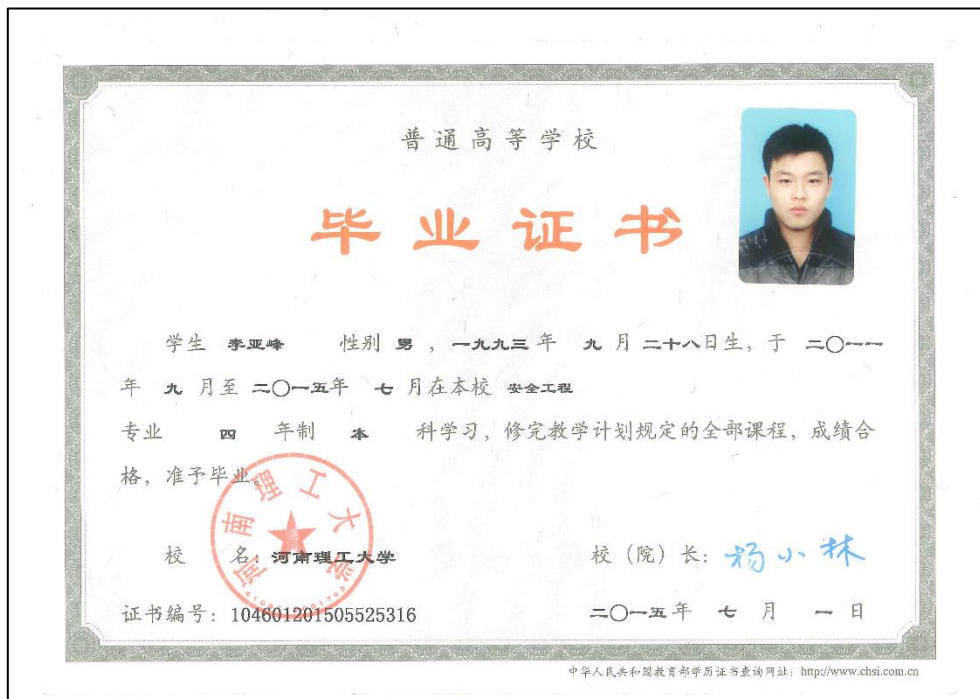 普通高等学校
毕业证书
学生 李亚峰 性别 男 ，一九九三 年 九 月 二十八日生，于 二〇一一
年 九 月至 二〇一五年 七 月在本校 安全工程
专业 四 年制 本 科学习，修完教学计划规定的全部课程，成绩合
格，准予毕业。
河南理工大学
校 名：河南理工大学 校（院）长：杨小林
证书编号：104601201505525316 二〇一五年 七 月 一日
中华人民共和国教育部学历证书查询网址：http://www.chsi.com.cn